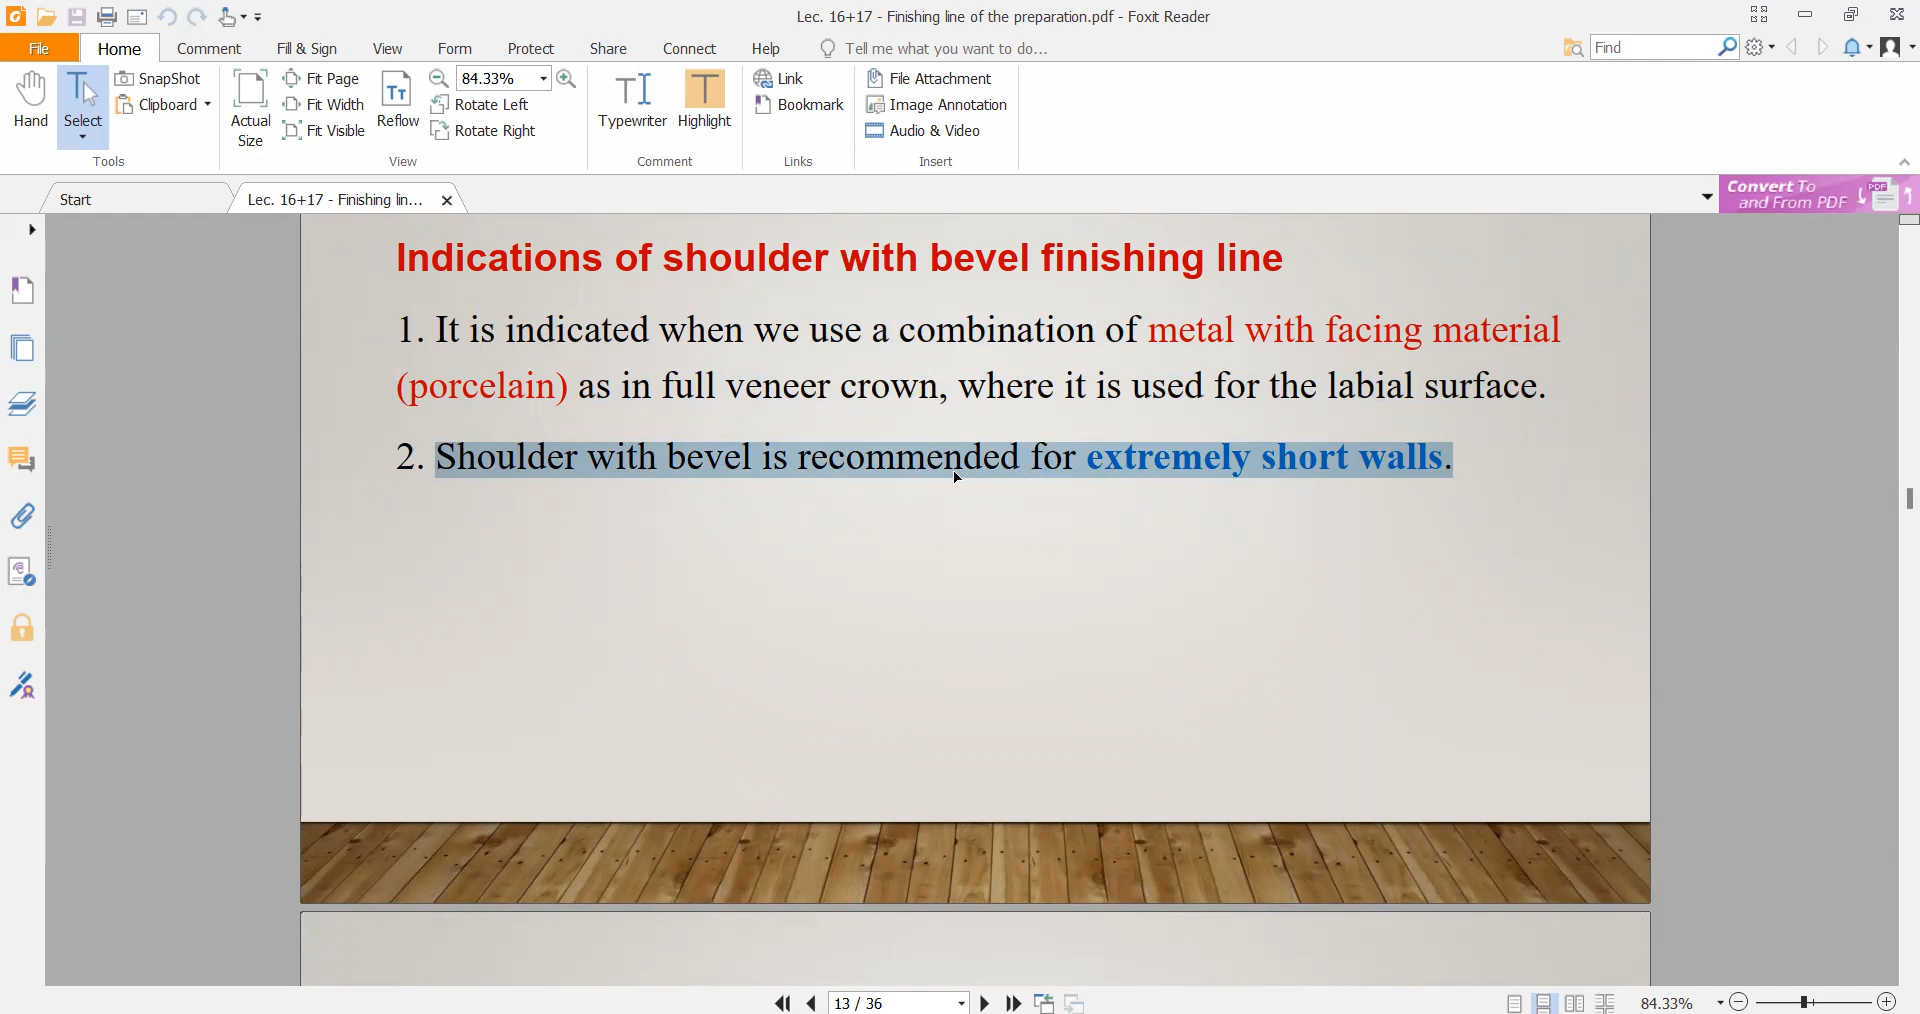 Lec. 16+17 - Finishing line of the preparation.pdf - Foxit Reader
File Home Comment Fill & Sign View Form Protect Share Connect Help Tell me what you want to do... Find
Hand
Select
SnapShot
Clipboard
Tools
Actual
Size
Fit Page
Fit Width
Fit Visible
Reflow
84.33%
Rotate Left
Rotate Right
View
Typewriter
Highlight
Comment
Link
Bookmark
Links
File Attachment
Image Annotation
Audio & Video
Insert
Start
Lec. 16+17 - Finishing lin...
Convert To
and From PDF
PDF
Indications of shoulder with bevel finishing line
1. It is indicated when we use a combination of metal with facing material
(porcelain) as in full veneer crown, where it is used for the labial surface.
2. Shoulder with bevel is recommended for extremely short walls.
13 / 36
84.33%